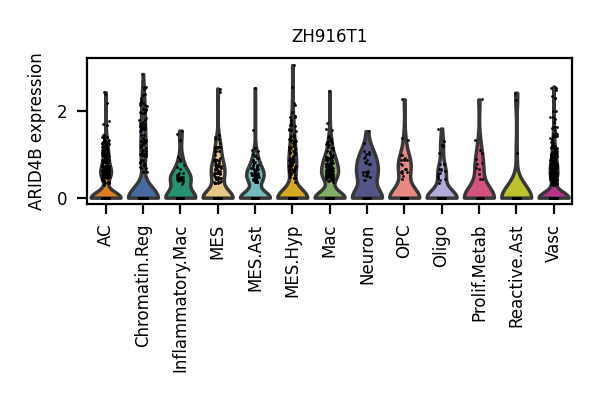 ZH916T1
ARID4B expression
2
0
AC
Chromatin.Reg
Inflammatory.Mac
MES
MES.Ast
MES.Hyp
Mac
Neuron
OPC
Oligo
Prolif.Metab
Reactive.Ast
Vasc